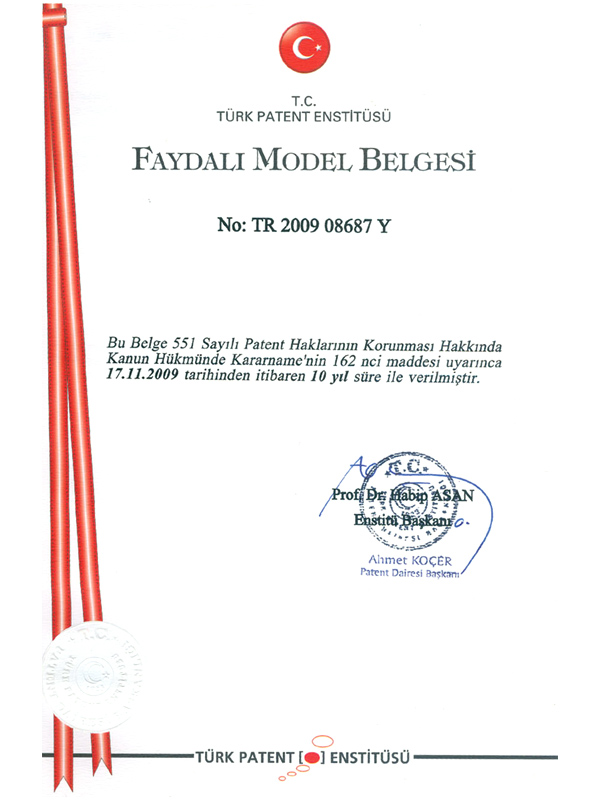 T.C.
TÜRK PATENT ENSTİTÜSÜ
FAYDALI MODEL BELGESİ
No: TR 2009 08687 Y
Bu Belge 551 Sayılı Patent Haklarının Korunması Hakkında
Kanun Hükmünde Kararname'nin 162 nci maddesi uyarınca
17.11.2009 tarihinden itibaren 10 yıl süre ile verilmiştir.
T.C.
Prof. Dr. Habip ASAN
Enstitü Başkanı
Ahmet KOÇER
Patent Dairesi Başkanı
T.C.
TÜRK PATENT ENSTİTÜSÜ